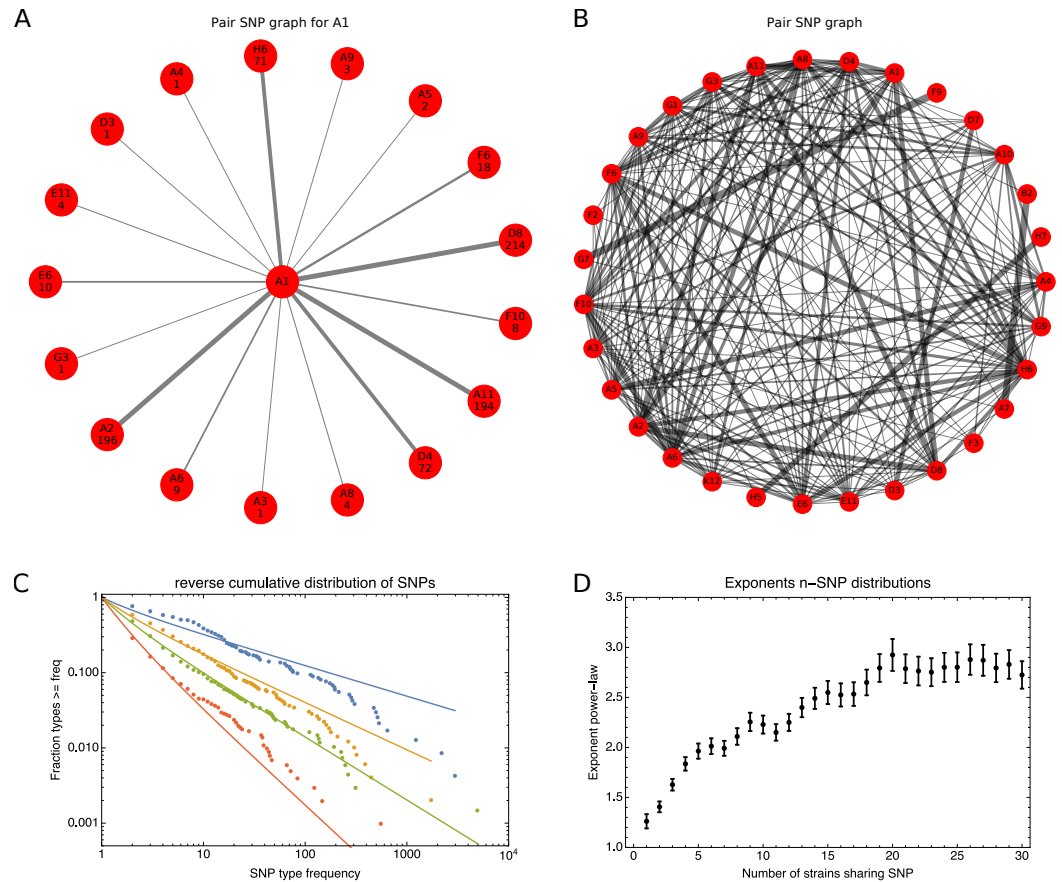 A
Pair SNP graph for A1
H6
71
A9
3
A4
1
A5
2
D3
1
F6
18
E11
4
D8
214
E6
10
A1
F10
8
G3
1
A11
194
A2
196
D4
72
A6
9
A3
1
A8
4
B
Pair SNP graph
A8
D4
A11
A1
G3
F9
G1
D7
A9
A10
F6
B2
F2
H7
G7
A4
E10
G9
A3
H6
A5
A7
A2
F3
A6
D8
K12
D3
H5
E11
E6
C
reverse cumulative distribution of SNPs
Fraction types >= freq
1
0.100
0.010
0.001
1
10
100
1000
10^4
SNP type frequency
D
Exponents n−SNP distributions
Exponent power−law
3.5
3.0
2.5
2.0
1.5
1.0
0
5
10
15
20
25
30
Number of strains sharing SNP